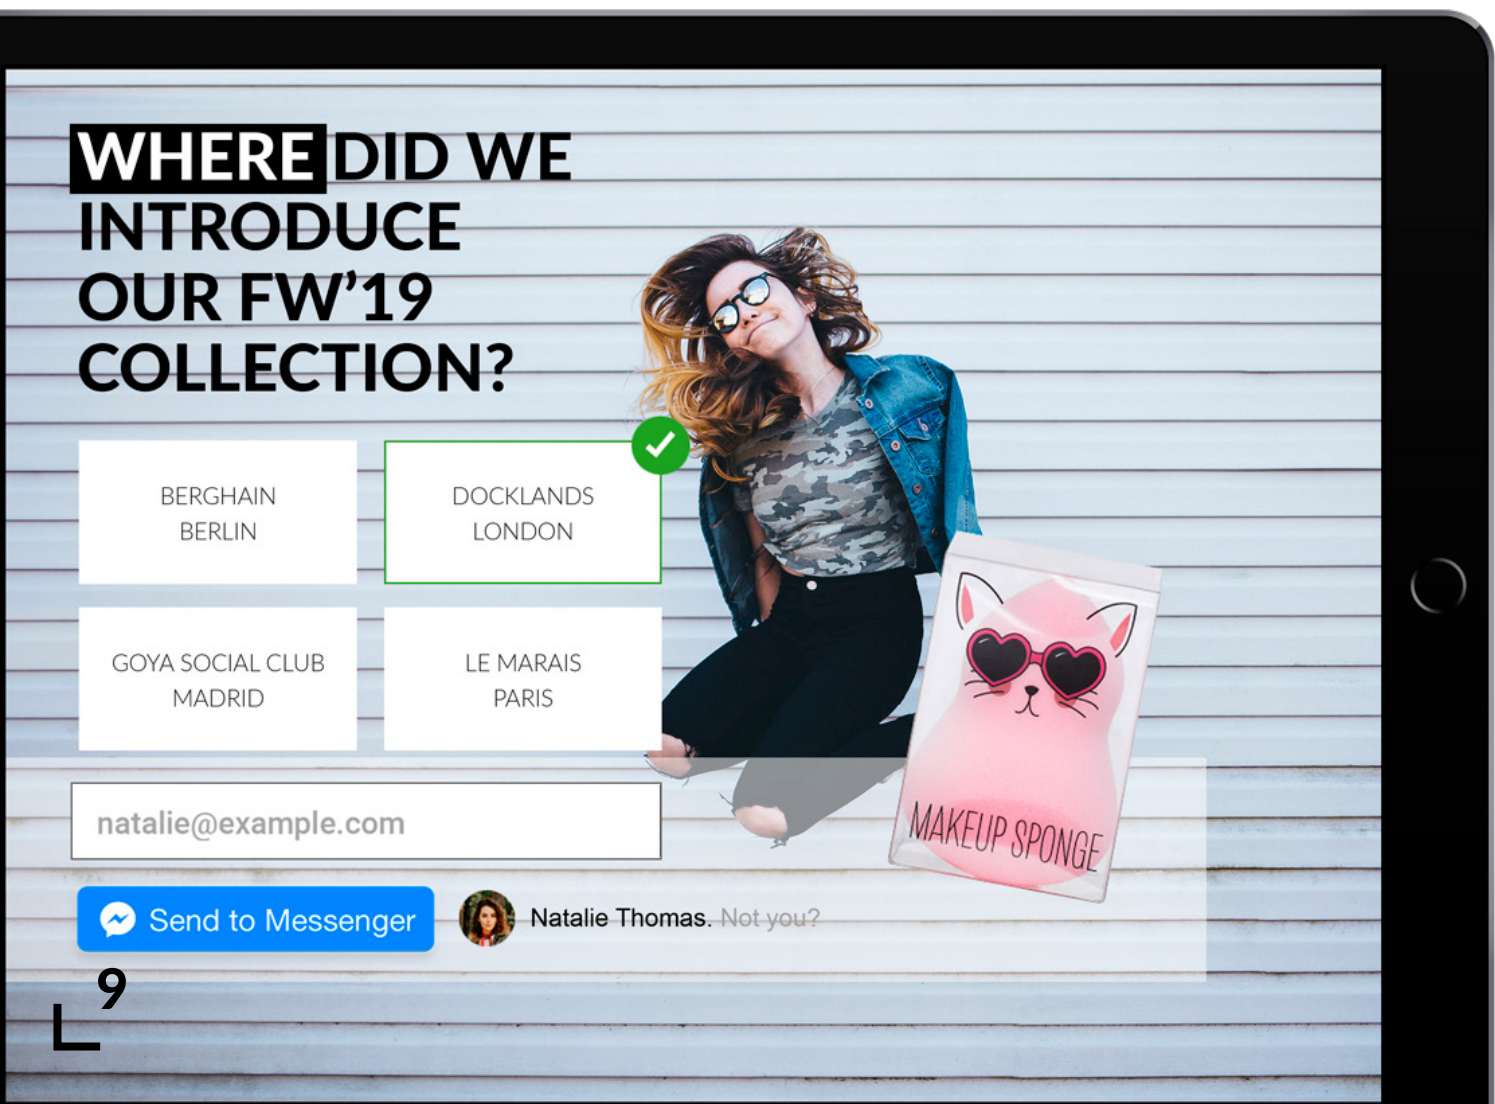 WHERE DID WE
INTRODUCE
OUR FW’19
COLLECTION?
BERGHAIN
BERLIN
DOCKLANDS
LONDON
GOYA SOCIAL CLUB
MADRID
LE MARAIS
PARIS
natalie@example.com
Send to Messenger
Natalie Thomas. Not you?
MAKEUP SPONGE
9